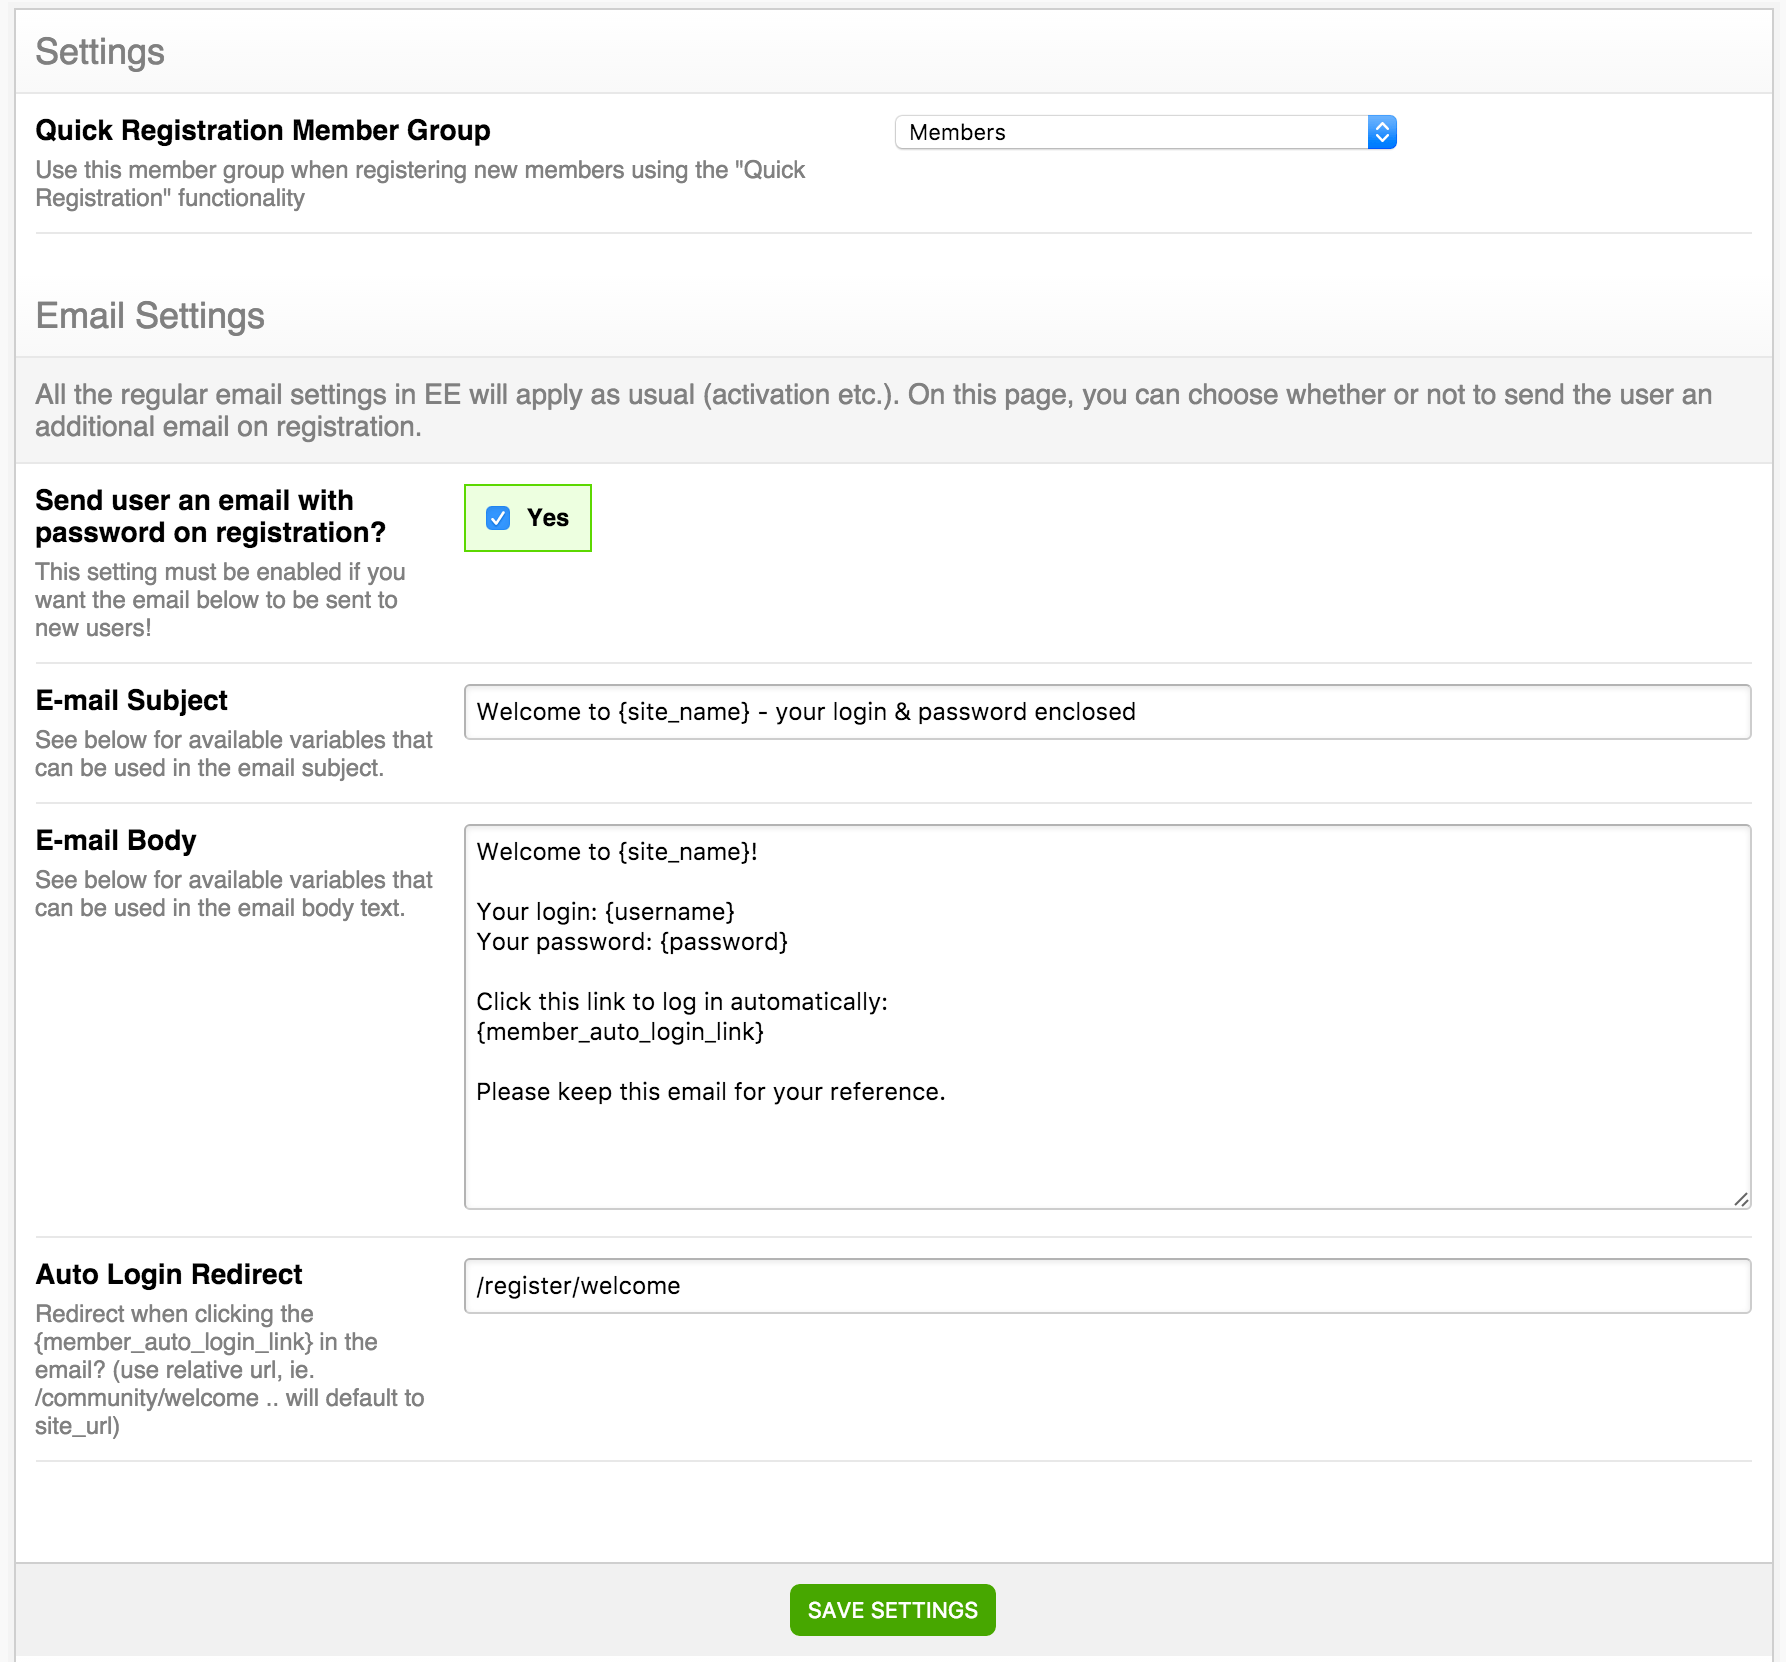 Settings
Quick Registration Member Group
Members
Use this member group when registering new members using the "Quick
Registration" functionality
Email Settings
All the regular email settings in EE will apply as usual (activation etc.). On this page, you can choose whether or not to send the user an
additional email on registration.
Send user an email with
password on registration?
Yes
This setting must be enabled if you
want the email below to be sent to
new users!
E-mail Subject
Welcome to {site_name} - your login & password enclosed
See below for available variables that
can be used in the email subject.
E-mail Body
See below for available variables that
can be used in the email body text.
Welcome to {site_name}!
Your login: {username}
Your password: {password}
Click this link to log in automatically:
{member_auto_login_link}
Please keep this email for your reference.
Auto Login Redirect
/register/welcome
Redirect when clicking the
{member_auto_login_link} in the
email? (use relative url, ie.
/community/welcome .. will default to
site_url)
SAVE SETTINGS